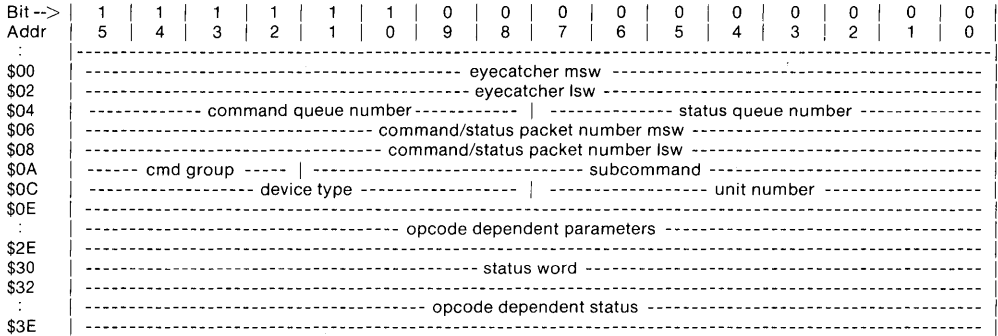 Bit --> | 1 | 1 | 1 | 1 | 1 | 1 | 0 | 0 | 0 | 0 | 0 | 0 | 0 | 0 | 0 | 0 |
Addr | 5 | 4 | 3 | 2 | 1 | 0 | 9 | 8 | 7 | 6 | 5 | 4 | 3 | 2 | 1 | 0 |
: | ---------------------------------------- |
$00 | -------------------- eyecatcher msw -------------------- |
$02 | -------------------- eyecatcher lsw -------------------- |
$04 | ------------ command queue number ---------- | ------------ status queue number ------------ |
$06 | ---------------- command/status packet number msw ---------------- |
$08 | ---------------- command/status packet number lsw ---------------- |
$0A | ------ cmd group ----- | -------------------- subcommand -------------------- |
$0C | ---------------- device type ---------------- | ---------------- unit number ---------------- |
$0E | ---------------------------------------- |
: | ---------------- opcode dependent parameters ---------------- |
$2E | ---------------------------------------- |
$30 | -------------------- status word -------------------- |
$32 | ---------------------------------------- |
: | ---------------- opcode dependent status ---------------- |
$3E | ---------------------------------------- |